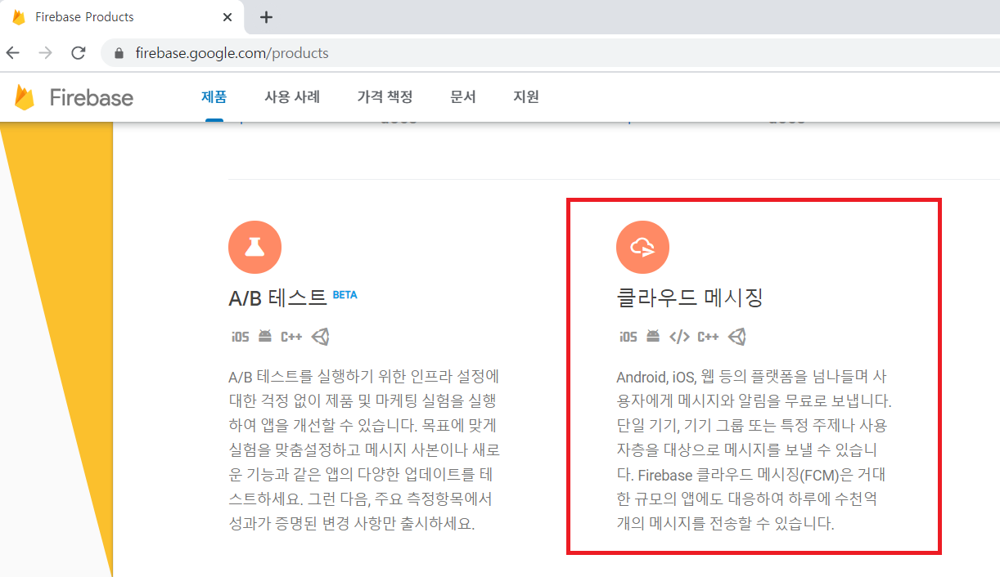 Firebase Products
firebase.google.com/products
Firebase
제품 사용 사례 가격 책정 문서 지원
A/B 테스트 BETA
iOS C++
A/B 테스트를 실행하기 위한 인프라 설정에
대한 걱정 없이 제품 및 마케팅 실험을 실행
하여 앱을 개선할 수 있습니다. 목표에 맞게
실험을 맞춤설정하고 메시지 사본이나 새로
운 기능과 같은 앱의 다양한 업데이트를 테
스트하세요. 그런 다음, 주요 측정항목에서
성과가 증명된 변경 사항만 출시하세요.
클라우드 메시징
iOS </> C++
Android, iOS, 웹 등의 플랫폼을 넘나들며 사
용자에게 메시지와 알림을 무료로 보냅니다.
단일 기기, 기기 그룹 또는 특정 주제나 사용
자층을 대상으로 메시지를 보낼 수 있습니
다. Firebase 클라우드 메시징(FCM)은 거대
한 규모의 앱에도 대응하여 하루에 수천억
개의 메시지를 전송할 수 있습니다.